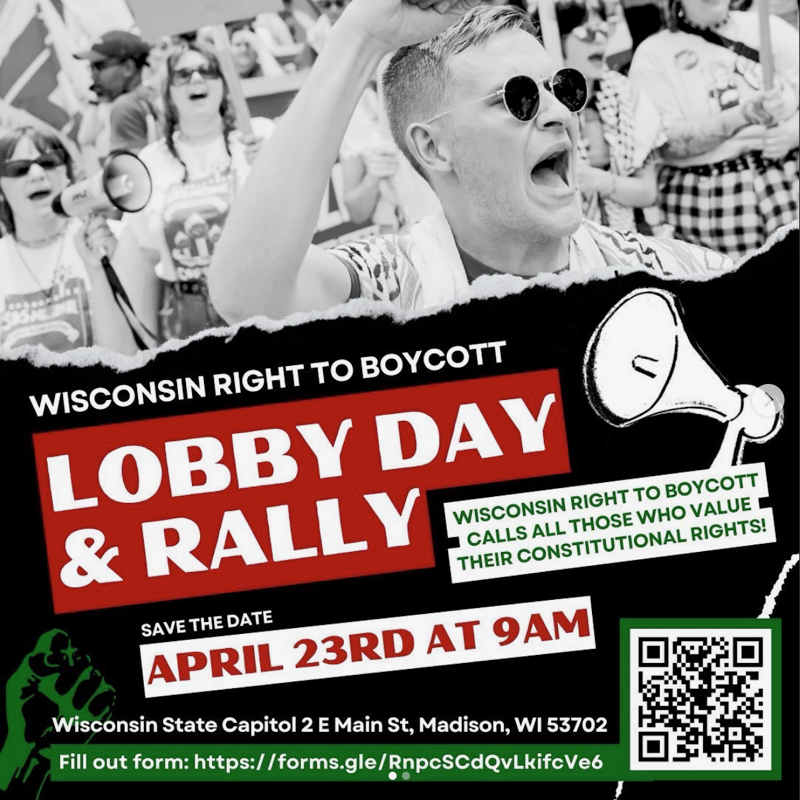 WISCONSIN RIGHT TO BOYCOTT
LOBBY DAY
& RALLY
WISCONSIN RIGHT TO BOYCOTT
CALLS ALL THOSE WHO VALUE
THEIR CONSTITUTIONAL RIGHTS!
SAVE THE DATE
APRIL 23RD AT 9AM
Wisconsin State Capitol 2 E Main St, Madison, WI 53702
Fill out form: https://forms.gle/RnpcSCdQvLkifcVe6